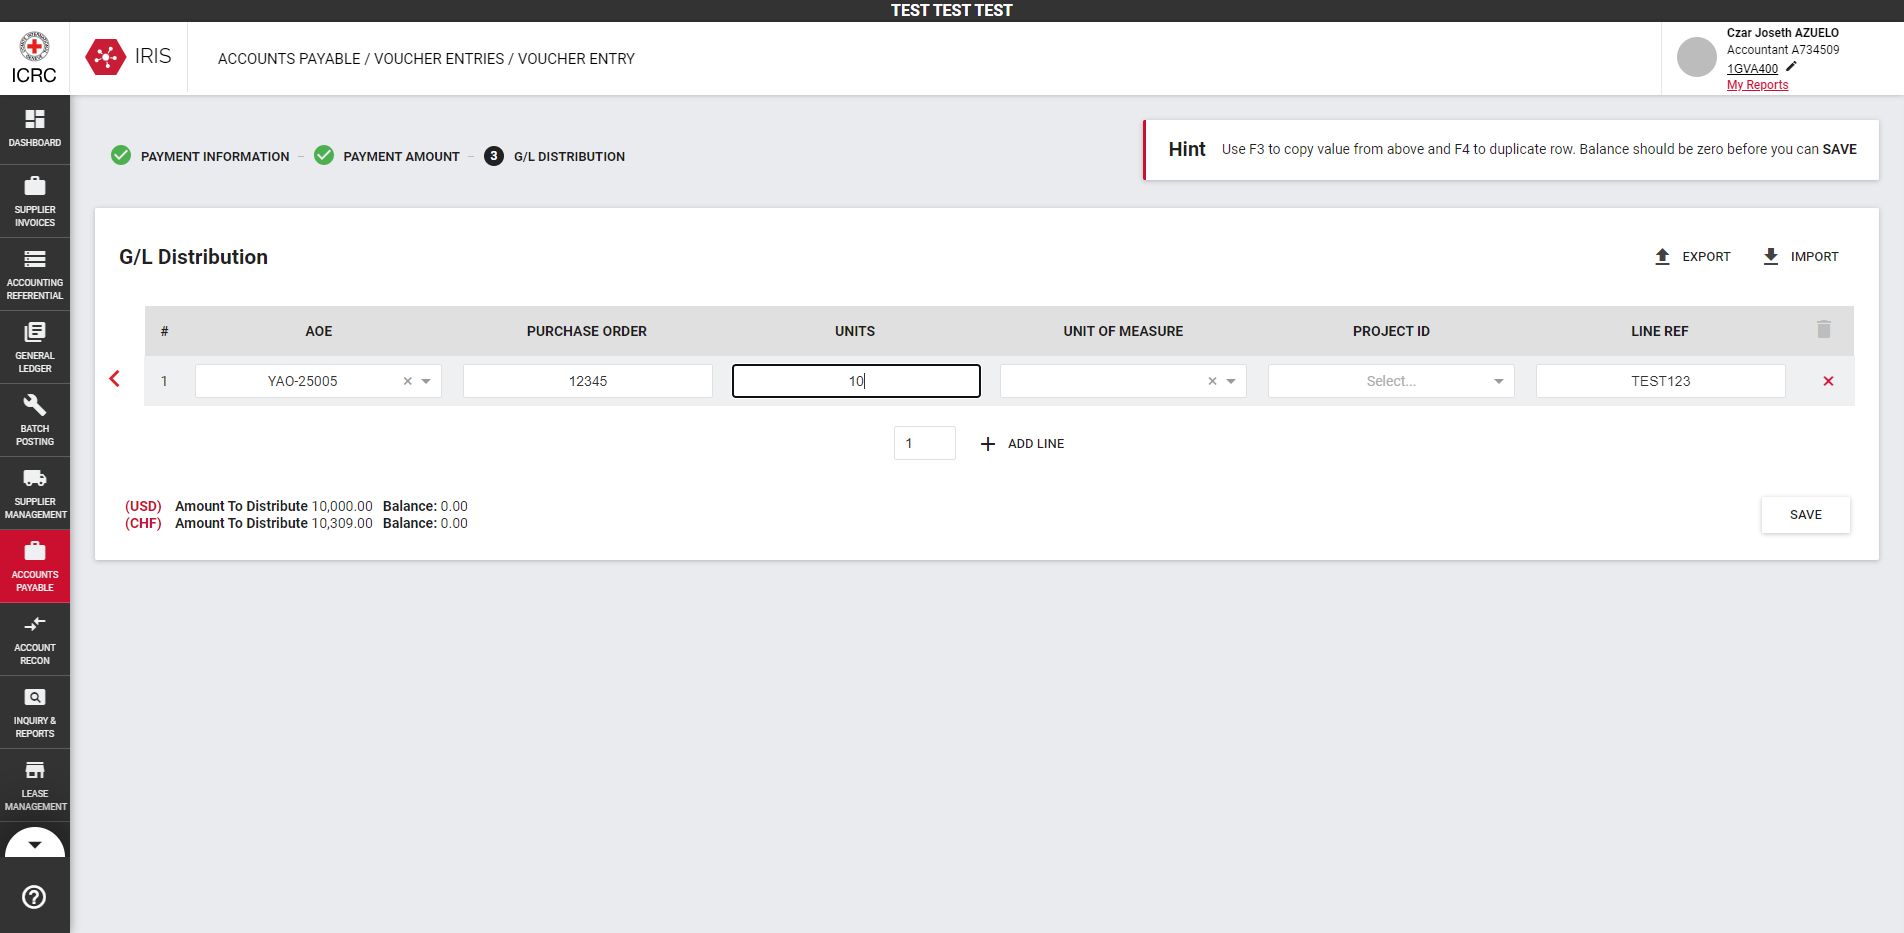 TEST TEST TEST
ICRC
IRIS
ACCOUNTS PAYABLE / VOUCHER ENTRIES / VOUCHER ENTRY
Czar Joseth AZUELO
Accountant A734509
1GVA400
My Reports
DASHBOARD
SUPPLIER
INVOICES
ACCOUNTING
REFERENTIAL
GENERAL
LEDGER
BATCH
POSTING
SUPPLIER
MANAGEMENT
ACCOUNTS
PAYABLE
ACCOUNT
RECON
INQUIRY &
REPORTS
LEASE
MANAGEMENT
PAYMENT INFORMATION
PAYMENT AMOUNT
3 G/L DISTRIBUTION
Hint Use F3 to copy value from above and F4 to duplicate row. Balance should be zero before you can SAVE
G/L Distribution
EXPORT
IMPORT
# AOE PURCHASE ORDER UNITS UNIT OF MEASURE PROJECT ID LINE REF
1 YAO-25005 12345 10 Select... TEST123
1 ADD LINE
(USD) Amount To Distribute 10,000.00 Balance: 0.00
(CHF) Amount To Distribute 10,309.00 Balance: 0.00
SAVE